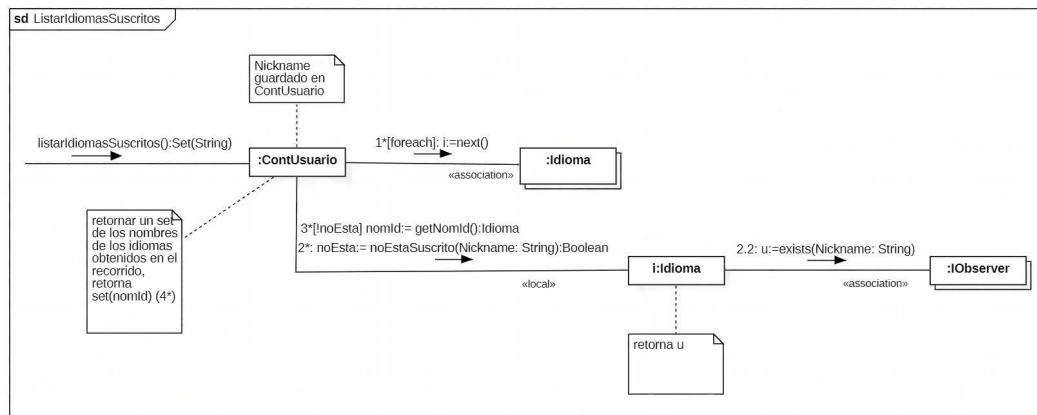 sd ListarIdiomasSuscritos
Nickname
guardado en
ContUsuario
listarIdiomasSuscritos():Set(String)
1*[foreach]: i:=next()
:ContUsuario
:Idioma
«association»
retornar un set
de los nombres
de los idiomas
obtenidos en el
recorrido,
retorna
set(nomId) (4*)
3*[!noEsta] nomId:= getNomId():Idioma
2*: noEsta:= noEstaSuscrito(Nickname: String):Boolean
2.2: u:=exists(Nickname: String)
i:Idioma
:IObserver
«local»
«association»
retorna u